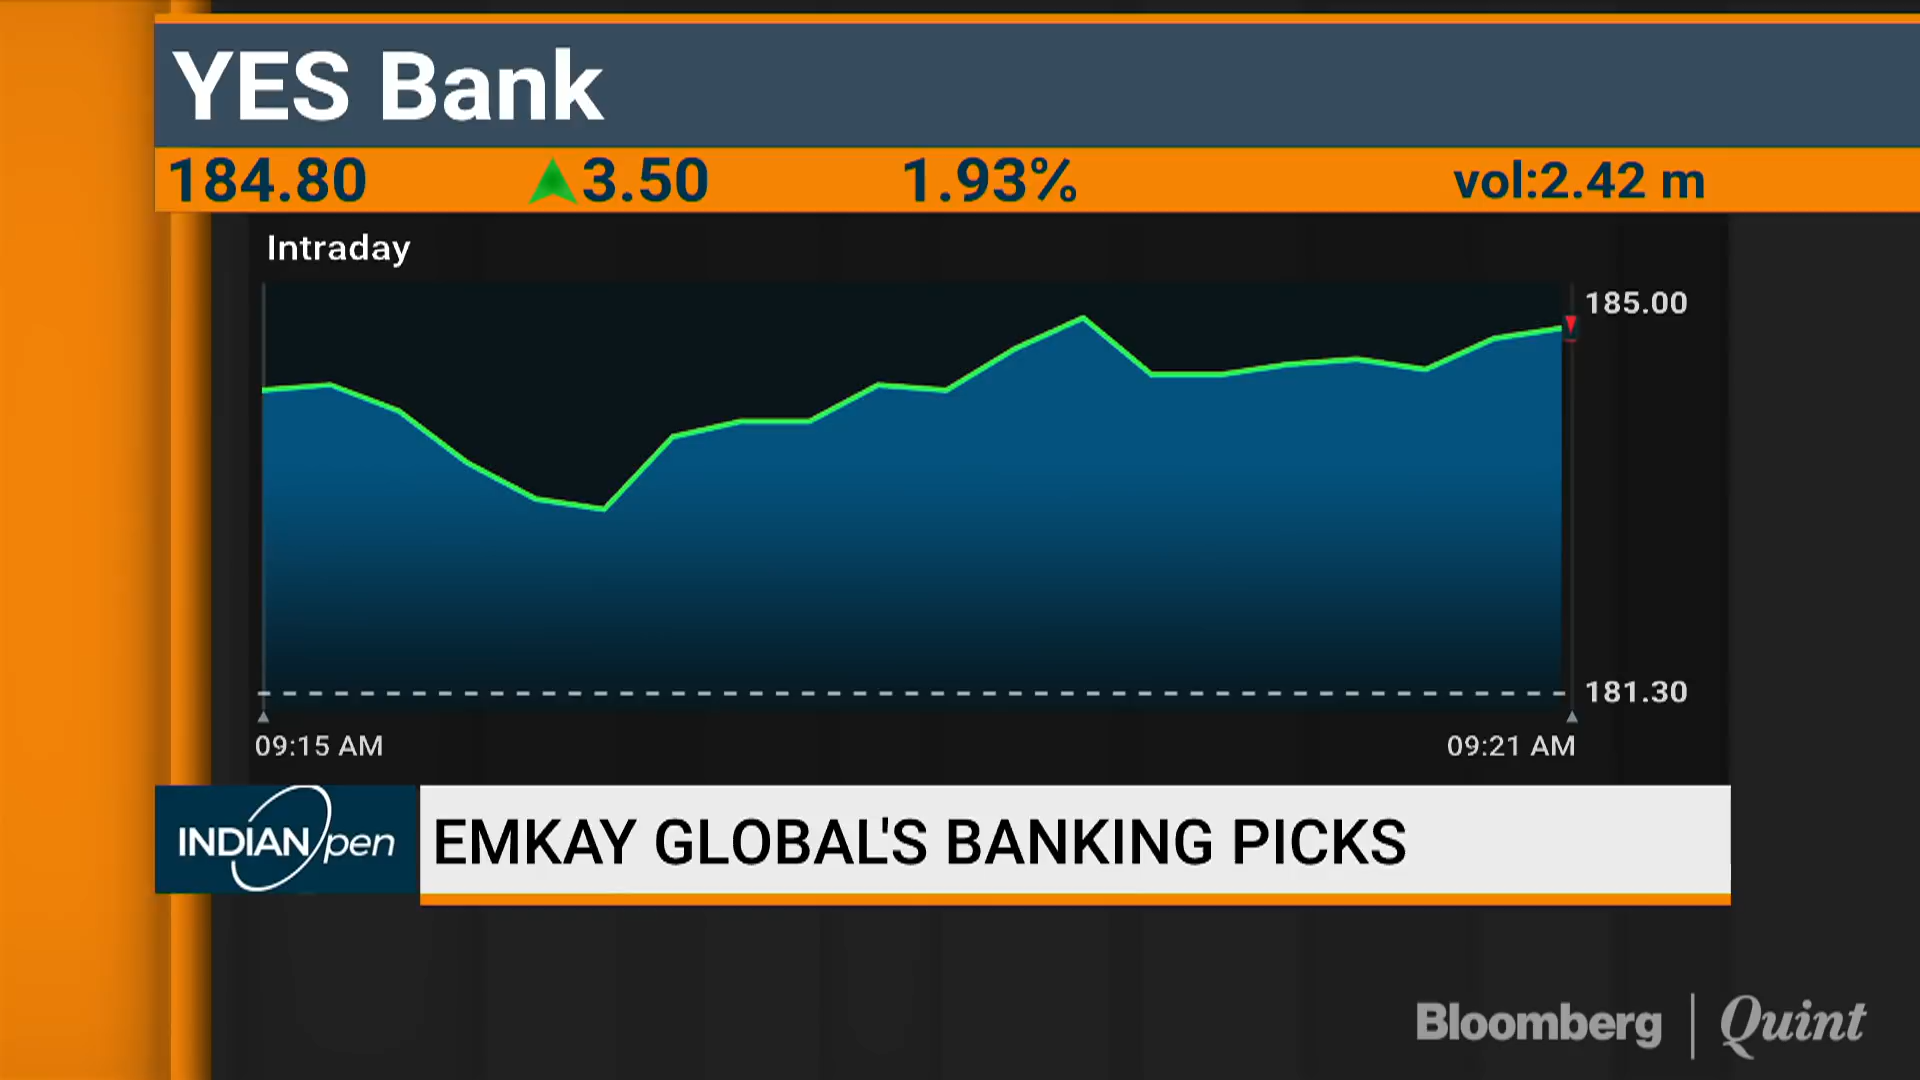 YES Bank
184.80 ▲3.50 1.93% vol:2.42 m
Intraday
185.00
181.30
09:15 AM 09:21 AM
INDIAN Open
EMKAY GLOBAL'S BANKING PICKS
Bloomberg | Quint